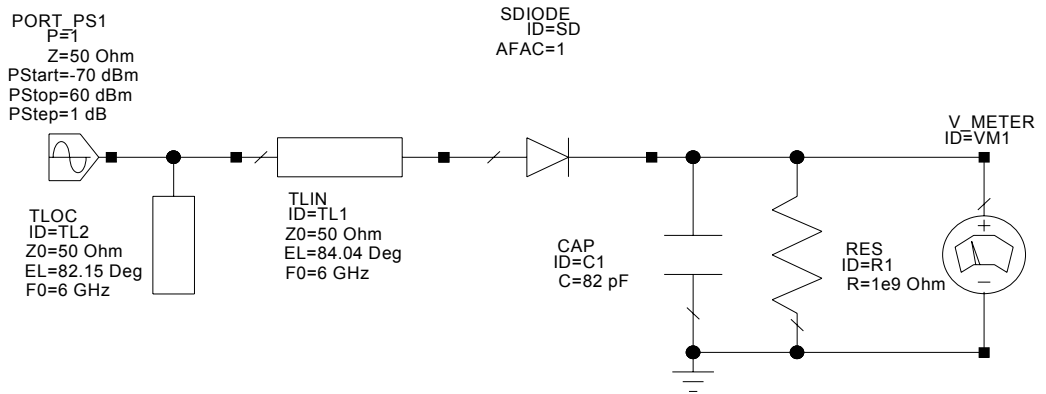 PORT_PS1
P=1
Z=50 Ohm
PStart=-70 dBm
PStop=60 dBm
PStep=1 dB
SDIODE
ID=SD
AFAC=1
V_METER
ID=VM1
TLOC
ID=TL2
Z0=50 Ohm
EL=82.15 Deg
F0=6 GHz
TLIN
ID=TL1
Z0=50 Ohm
EL=84.04 Deg
F0=6 GHz
CAP
ID=C1
C=82 pF
RES
ID=R1
R=1e9 Ohm